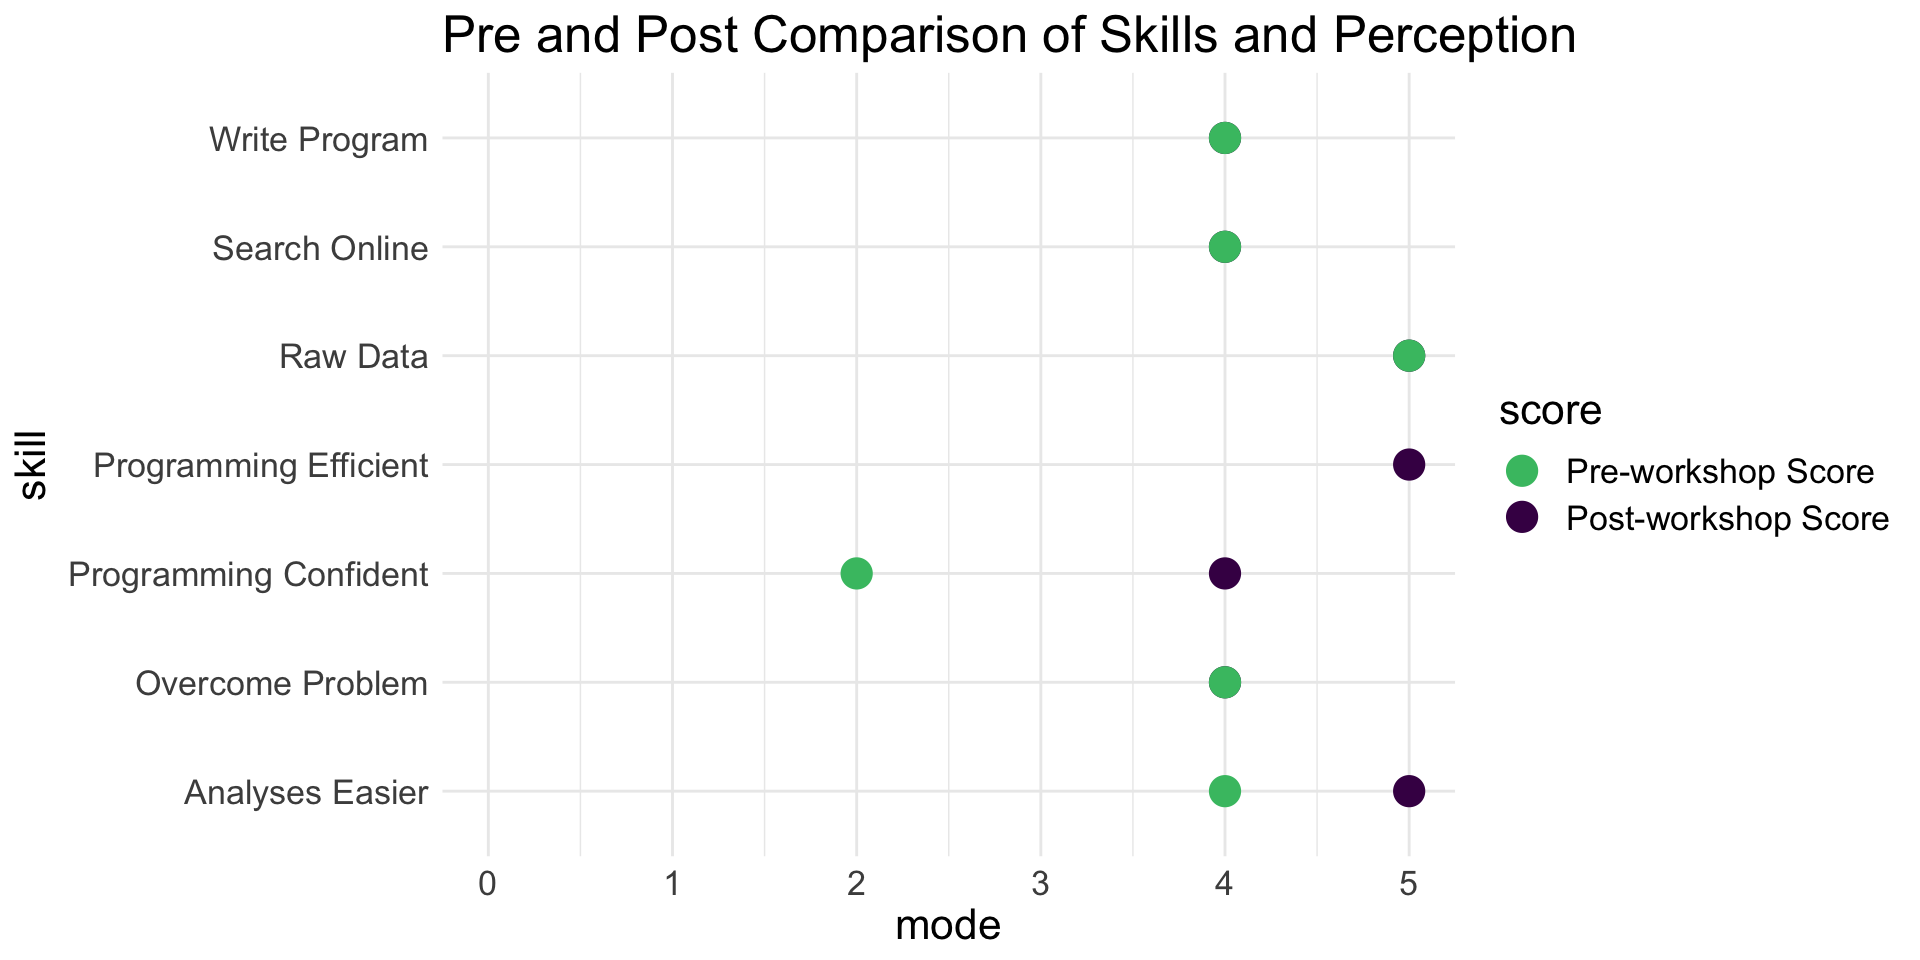 Pre and Post Comparison of Skills and Perception
Write Program
Search Online
Raw Data
Programming Efficient
Programming Confident
Overcome Problem
Analyses Easier
skill
0 1 2 3 4 5
mode
score
Pre-workshop Score
Post-workshop Score